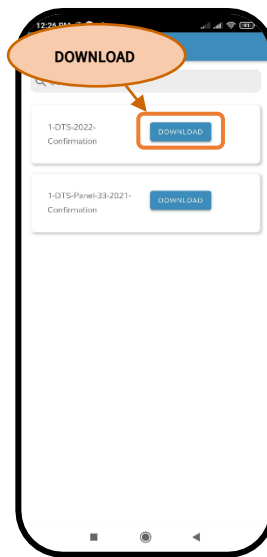 12:26 PM
DOWNLOAD
1-DTS-2022-
Confirmation
DOWNLOAD
1-DTS-Panel-33-2021-
Confirmation
DOWNLOAD